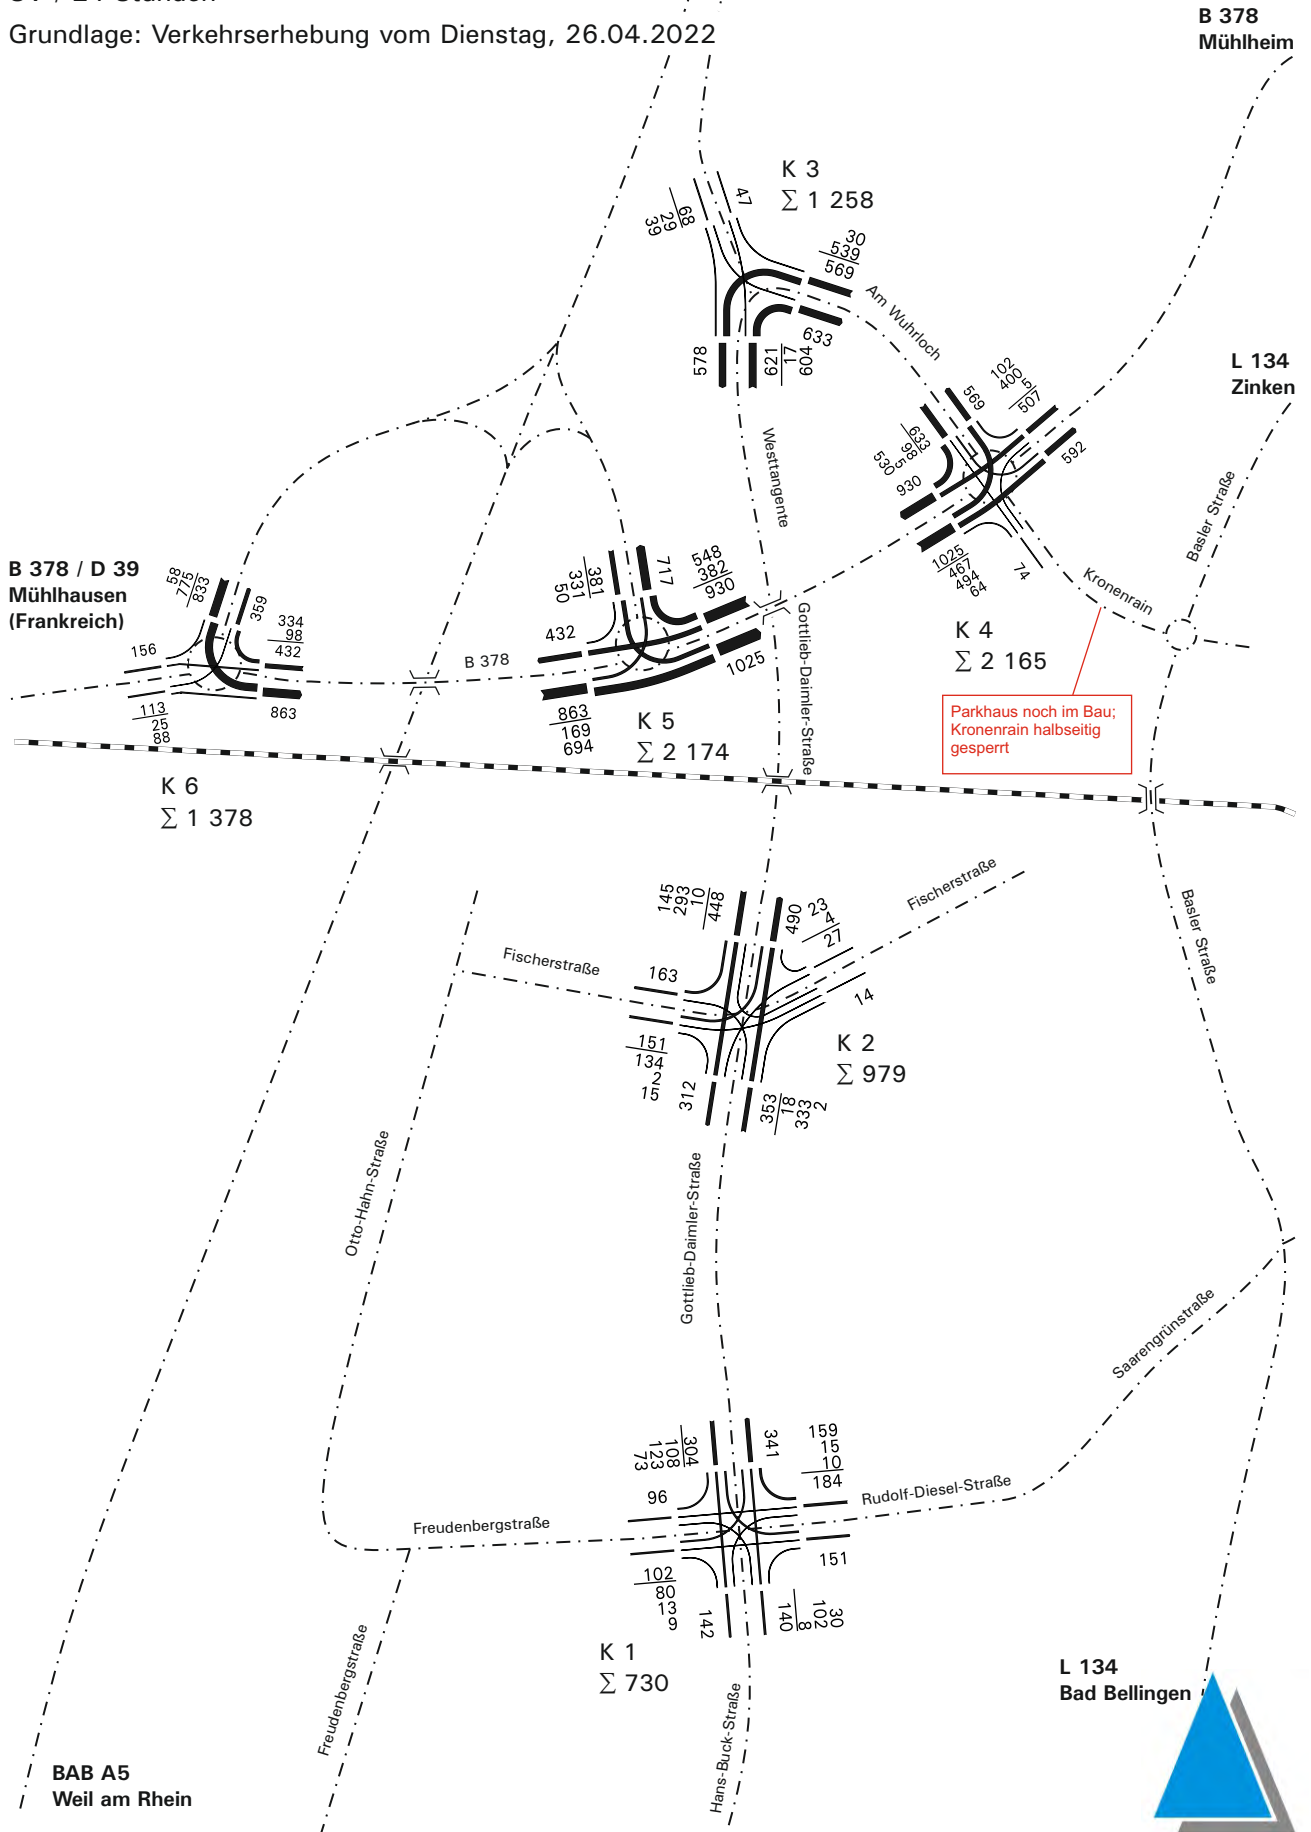 Grundlage: Verkehrserhebung vom Dienstag, 26.04.2022
B 378
Mühlheim
K 3
∑ 1 258
47
68
29
39
30
539
569
633
578
621
17
604
Am Wuhrloch
Westtangente
L 134
Zinken
569
102
400
5
507
592
633
98
5
530
930
1025
467
494
64
74
Kronenrain
Basler Straße
K 4
∑ 2 165
Parkhaus noch im Bau;
Kronenrain halbseitig
gesperrt
B 378 / D 39
Mühlhausen
(Frankreich)
58
775
833
359
334
98
432
156
113
25
88
863
K 6
∑ 1 378
B 378
381
331
50
717
548
382
930
432
1025
863
169
694
K 5
∑ 2 174
Gottlieb-Daimler-Straße
145
293
10
448
490
23
4
27
Fischerstraße
Fischerstraße
163
14
151
134
2
15
312
353
18
333
2
K 2
∑ 979
Basler Straße
Otto-Hahn-Straße
Gottlieb-Daimler-Straße
Saarengrünstraße
304
108
123
73
341
159
15
10
184
96
Rudolf-Diesel-Straße
Freudenbergstraße
151
102
80
13
9
142
140
8
102
30
K 1
∑ 730
Freudenbergstraße
Hans-Buck-Straße
L 134
Bad Bellingen
BAB A5
Weil am Rhein